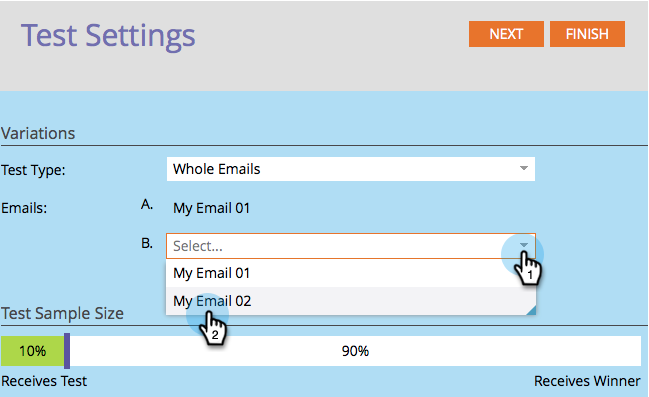 Test Settings
NEXT
FINISH
Variations
Test Type:
Whole Emails
Emails:
A.
My Email 01
B.
Select...
1
My Email 01
My Email 02
2
Test Sample Size
10%
90%
Receives Test
Receives Winner